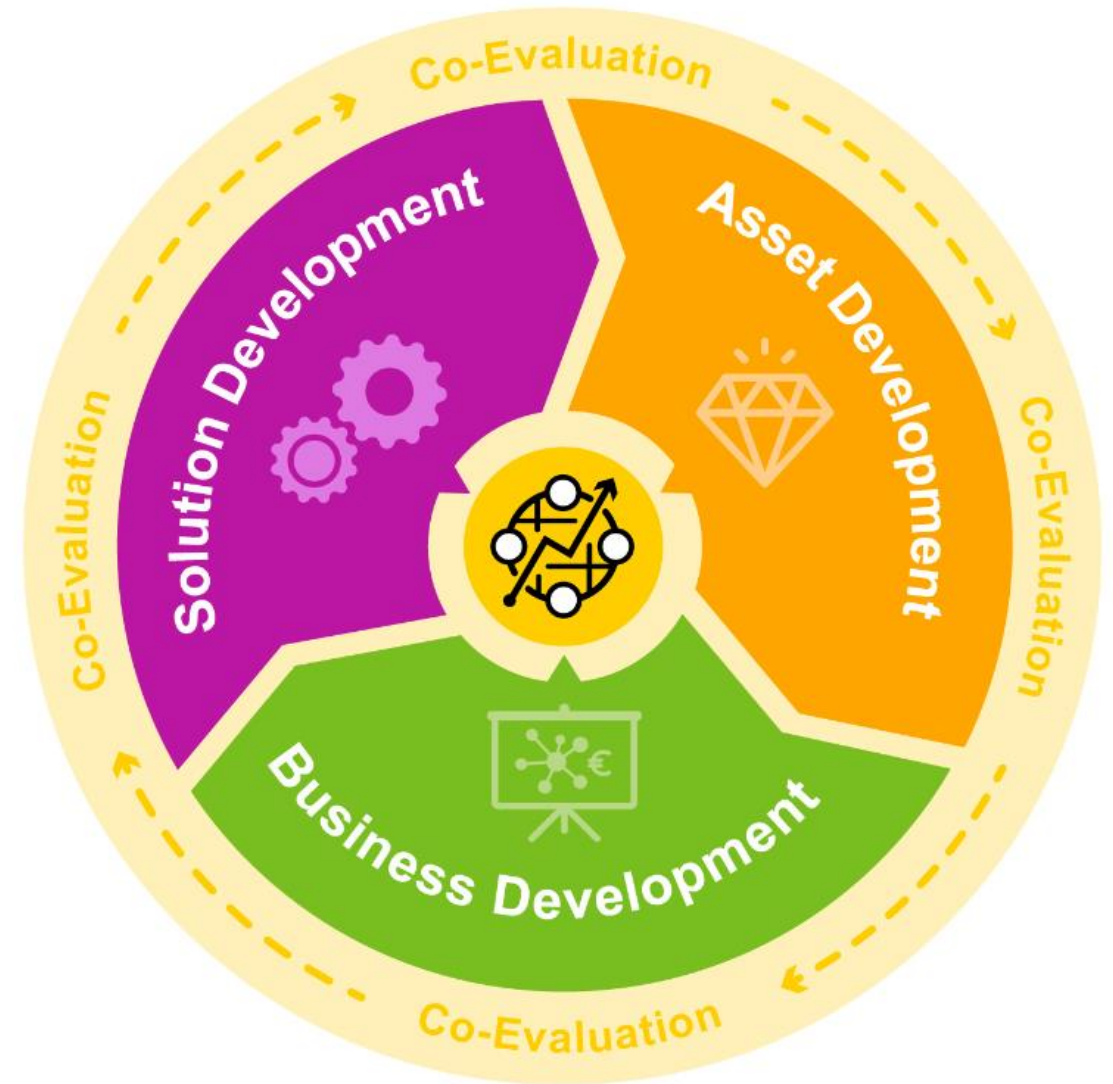 Co-Evaluation
Solution Development
Asset Development
Co-Evaluation
Co-Evaluation
€
Business Development
Co-Evaluation